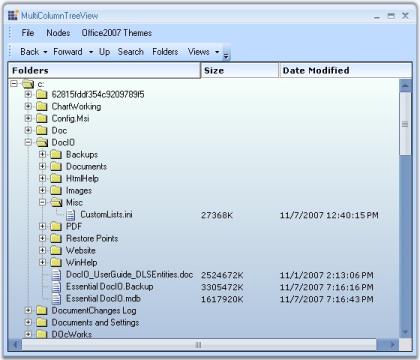 MultiColumnTreeView
File Nodes Office2007 Themes
Back Forward Up Search Folders Views
Folders Size Date Modified
c:
62815fddf354c9209789f5
ChartWorking
Config.Msi
Doc
DocIO
Backups
Documents
HtmlHelp
Images
Misc
CustomLists.ini 27368K 11/7/2007 12:40:15 PM
PDF
Restore Points
Website
WinHelp
DocIO_UserGuide_DLSEntities.doc 2524672K 11/1/2007 2:13:06 PM
Essential DocIO.Backup 3305472K 11/7/2007 7:16:16 PM
Essential DocIO.mdb 1617920K 11/7/2007 7:16:43 PM
DocumentChanges Log
Documents and Settings
DOcWorks